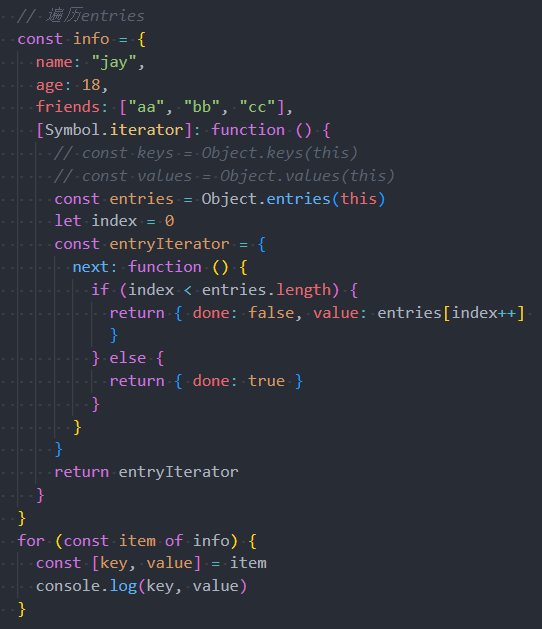 // 遍历entries
const info = {
  name: "jay",
  age: 18,
  friends: ["aa", "bb", "cc"],
  [Symbol.iterator]: function () {
    // const keys = Object.keys(this)
    // const values = Object.values(this)
    const entries = Object.entries(this)
    let index = 0
    const entryIterator = {
      next: function () {
        if (index < entries.length) {
          return { done: false, value: entries[index++]
          }
        } else {
          return { done: true }
        }
      }
    }
    return entryIterator
  }
}
for (const item of info) {
  const [key, value] = item
  console.log(key, value)
}